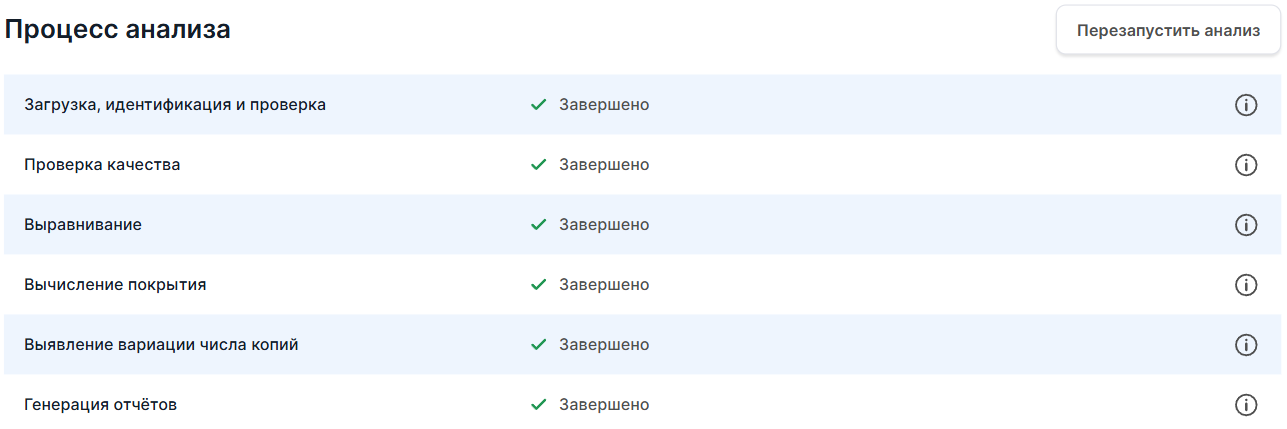 Процесс анализа
Перезапустить анализ
Загрузка, идентификация и проверка Завершено
Проверка качества Завершено
Выравнивание Завершено
Вычисление покрытия Завершено
Выявление вариации числа копий Завершено
Генерация отчётов Завершено